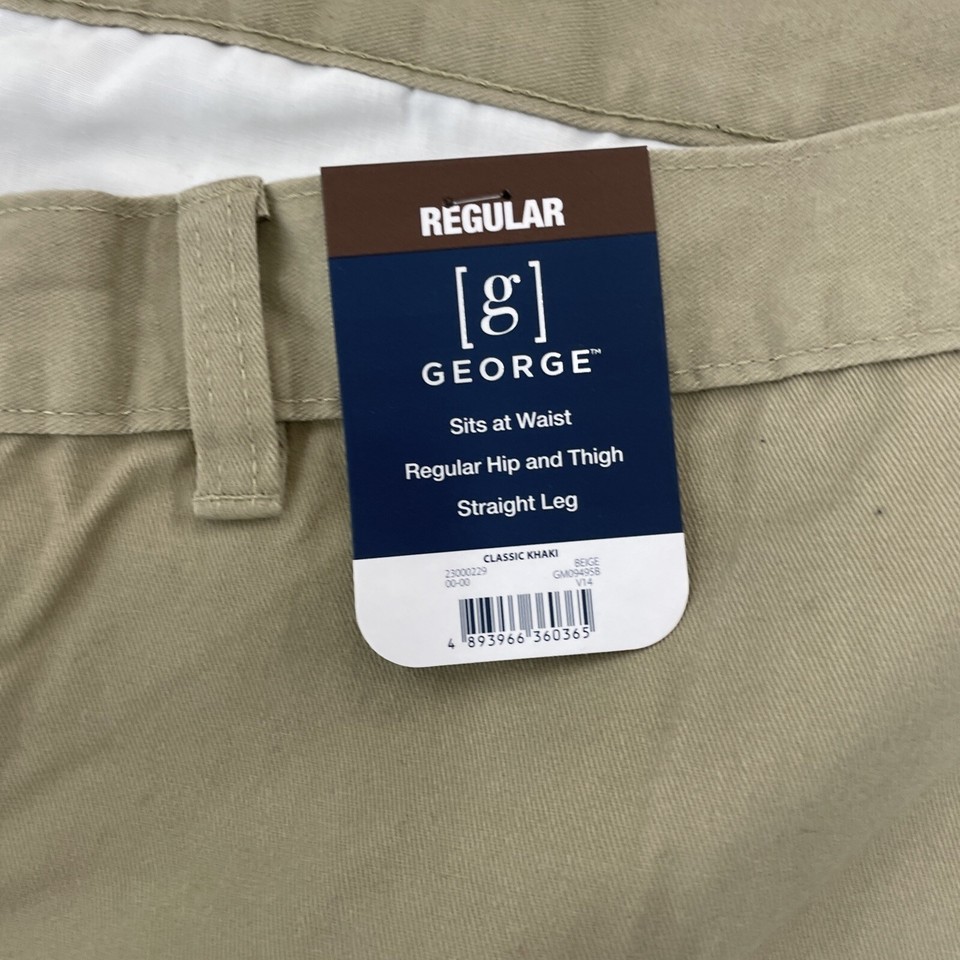 REGULAR
[g]
GEORGE™
Sits at Waist
Regular Hip and Thigh
Straight Leg
CLASSIC KHAKI
23000229 BEIGE
00-00 GM09495B
V14
4 893966 360365